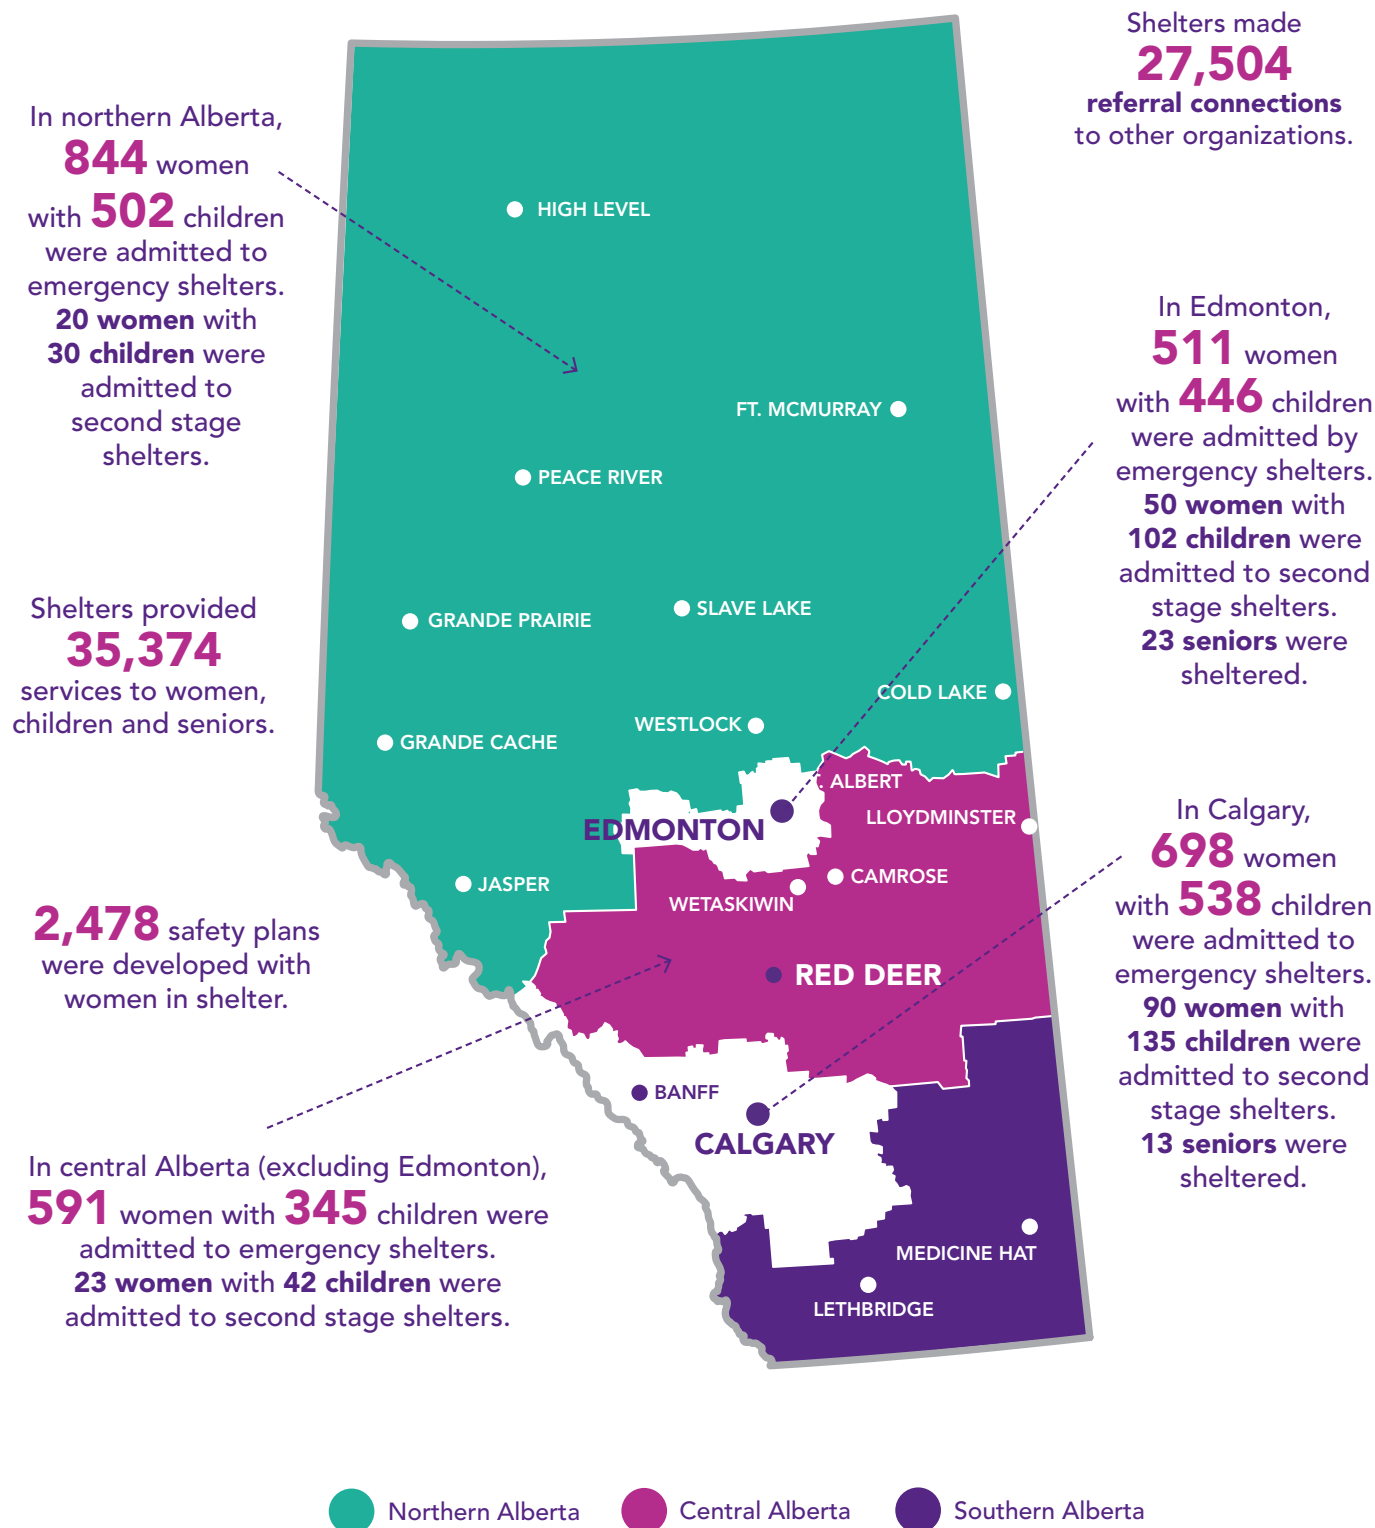 Shelters made
27,504
referral connections
to other organizations.
In northern Alberta,
844 women
with 502 children
were admitted to
emergency shelters.
20 women with
30 children were
admitted to
second stage
shelters.
In Edmonton,
511 women
with 446 children
were admitted by
emergency shelters.
50 women with
102 children were
admitted to second
stage shelters.
23 seniors were
sheltered.
Shelters provided
35,374
services to women,
children and seniors.
2,478 safety plans
were developed with
women in shelter.
In Calgary,
698 women
with 538 children
were admitted to
emergency shelters.
90 women with
135 children were
admitted to second
stage shelters.
13 seniors were
sheltered.
In central Alberta (excluding Edmonton),
591 women with 345 children were
admitted to emergency shelters.
23 women with 42 children were
admitted to second stage shelters.
HIGH LEVEL
FT. MCMURRAY
PEACE RIVER
SLAVE LAKE
GRANDE PRAIRIE
COLD LAKE
WESTLOCK
GRANDE CACHE
. ALBERT
LLOYDMINSTER
EDMONTON
CAMROSE
JASPER
WETASKIWIN
RED DEER
BANFF
CALGARY
MEDICINE HAT
LETHBRIDGE
Northern Alberta
Central Alberta
Southern Alberta